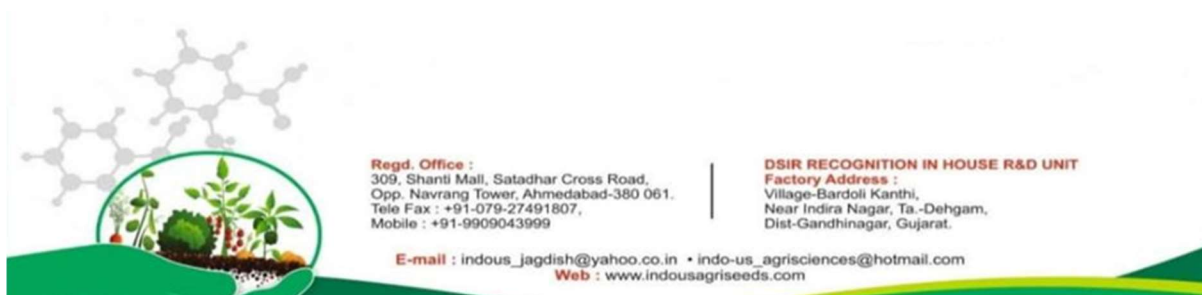 Regd. Office :
309, Shanti Mall, Satadhar Cross Road,
Opp. Navrang Tower, Ahmedabad-380 061.
Tele Fax : +91-079-27491807,
Mobile : +91-9909043999
DSIR RECOGNITION IN HOUSE R&D UNIT
Factory Address :
Village-Bardoli Kanthi,
Near Indira Nagar, Ta.-Dehgam,
Dist-Gandhinagar, Gujarat.
E-mail : indous_jagdish@yahoo.co.in • indo-us_agrisciences@hotmail.com
Web : www.indousagriseeds.com